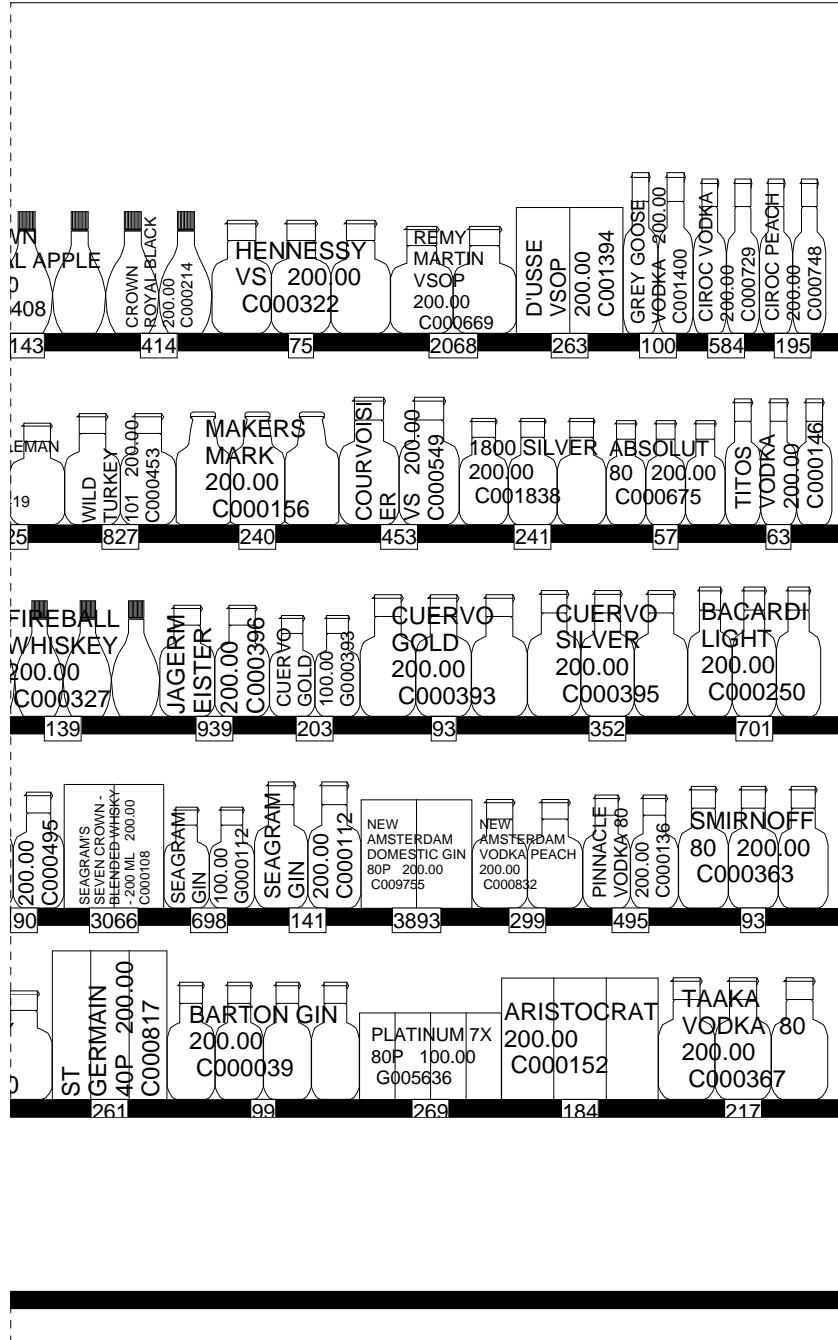 WN
AL APPLE
0
408
CROWN
ROYAL BLACK
200.00
C000214
HENNESSY
VS 200.00
C000322
REMY
MARTIN
VSOP
200.00
C000669
D'USSE
VSOP
200.00
C001394
GREY GOOSE
VODKA 200.00
C001400
CIROC VODKA
200.00
C000729
CIROC PEACH
200.00
C000748
143
414
75
2068
263
100
584
195
LEMAN
19
WILD
TURKEY
101 200.00
C000453
MAKERS
MARK
200.00
C000156
COURVOISI
ER
VS 200.00
C000549
1800 SILVER
200.00
C001838
ABSOLUT
80 200.00
C000675
TITOS
VODKA
200.00
C000146
25
827
240
453
241
57
63
FIREBALL
WHISKEY
200.00
C000327
JAGERM
EISTER
200.00
C000396
CUERVO
GOLD
100.00
G000393
CUERVO
GOLD
200.00
C000393
CUERVO
SILVER
200.00
C000395
BACARDI
LIGHT
200.00
C000250
139
939
203
93
352
701
200.00
C000495
SEAGRAM'S
SEVEN CROWN -
BLENDED WHISKY
- 200 ML 200.00
C000108
SEAGRAM
GIN
100.00
G000112
SEAGRAM
GIN
200.00
C000112
NEW
AMSTERDAM
DOMESTIC GIN
80P 200.00
C009755
NEW
AMSTERDAM
VODKA PEACH
200.00
C000832
PINNACLE
VODKA 80
200.00
C000136
SMIRNOFF
80 200.00
C000363
90
3066
698
141
3893
299
495
93
ST
GERMAIN
40P 200.00
C000817
BARTON GIN
200.00
C000039
PLATINUM 7X
80P 100.00
G005636
ARISTOCRAT
200.00
C000152
TAAKA
VODKA 80
200.00
C000367
261
99
269
184
217